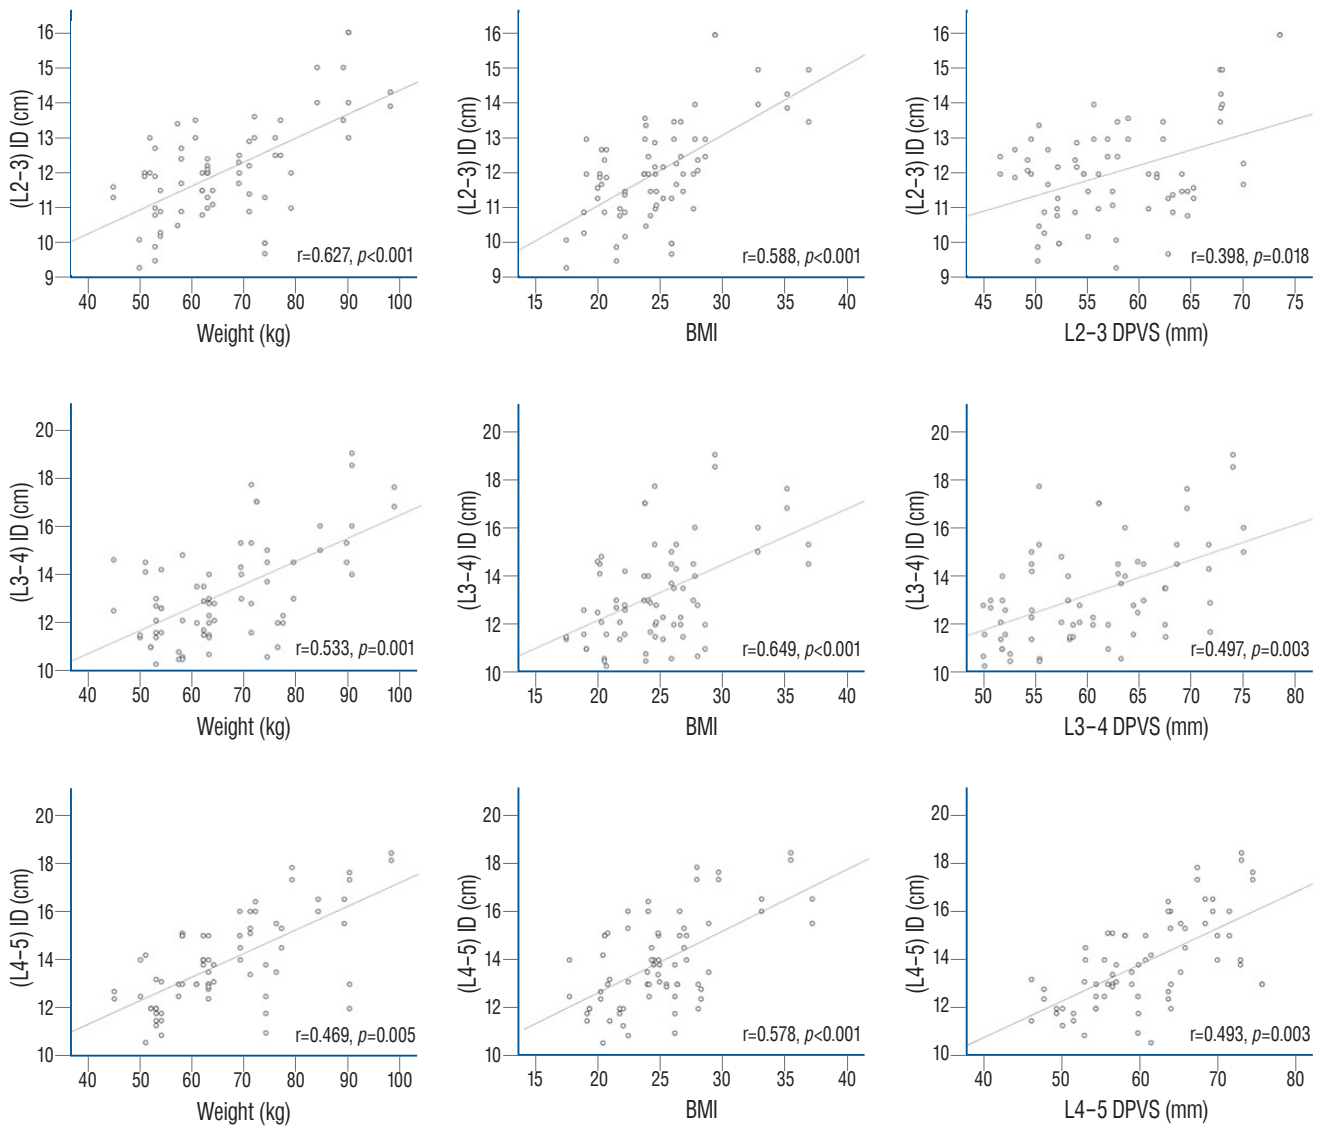 16
15
14
13
12
11
10
9
(L2–3) ID (cm)
r=0.627, p<0.001
40 50 60 70 80 90 100
Weight (kg)
16
15
14
13
12
11
10
9
(L2–3) ID (cm)
r=0.588, p<0.001
15 20 25 30 35 40
BMI
16
15
14
13
12
11
10
9
(L2–3) ID (cm)
r=0.398, p=0.018
45 50 55 60 65 70 75
L2–3 DPVS (mm)
20
18
16
14
12
10
(L3–4) ID (cm)
r=0.533, p=0.001
40 50 60 70 80 90 100
Weight (kg)
20
18
16
14
12
10
(L3–4) ID (cm)
r=0.649, p<0.001
15 20 25 30 35 40
BMI
20
18
16
14
12
10
(L3–4) ID (cm)
r=0.497, p=0.003
50 55 60 65 70 75 80
L3–4 DPVS (mm)
20
18
16
14
12
10
(L4–5) ID (cm)
r=0.469, p=0.005
40 50 60 70 80 90 100
Weight (kg)
20
18
16
14
12
10
(L4–5) ID (cm)
r=0.578, p<0.001
15 20 25 30 35 40
BMI
20
18
16
14
12
10
(L4–5) ID (cm)
r=0.493, p=0.003
40 50 60 70 80
L4–5 DPVS (mm)